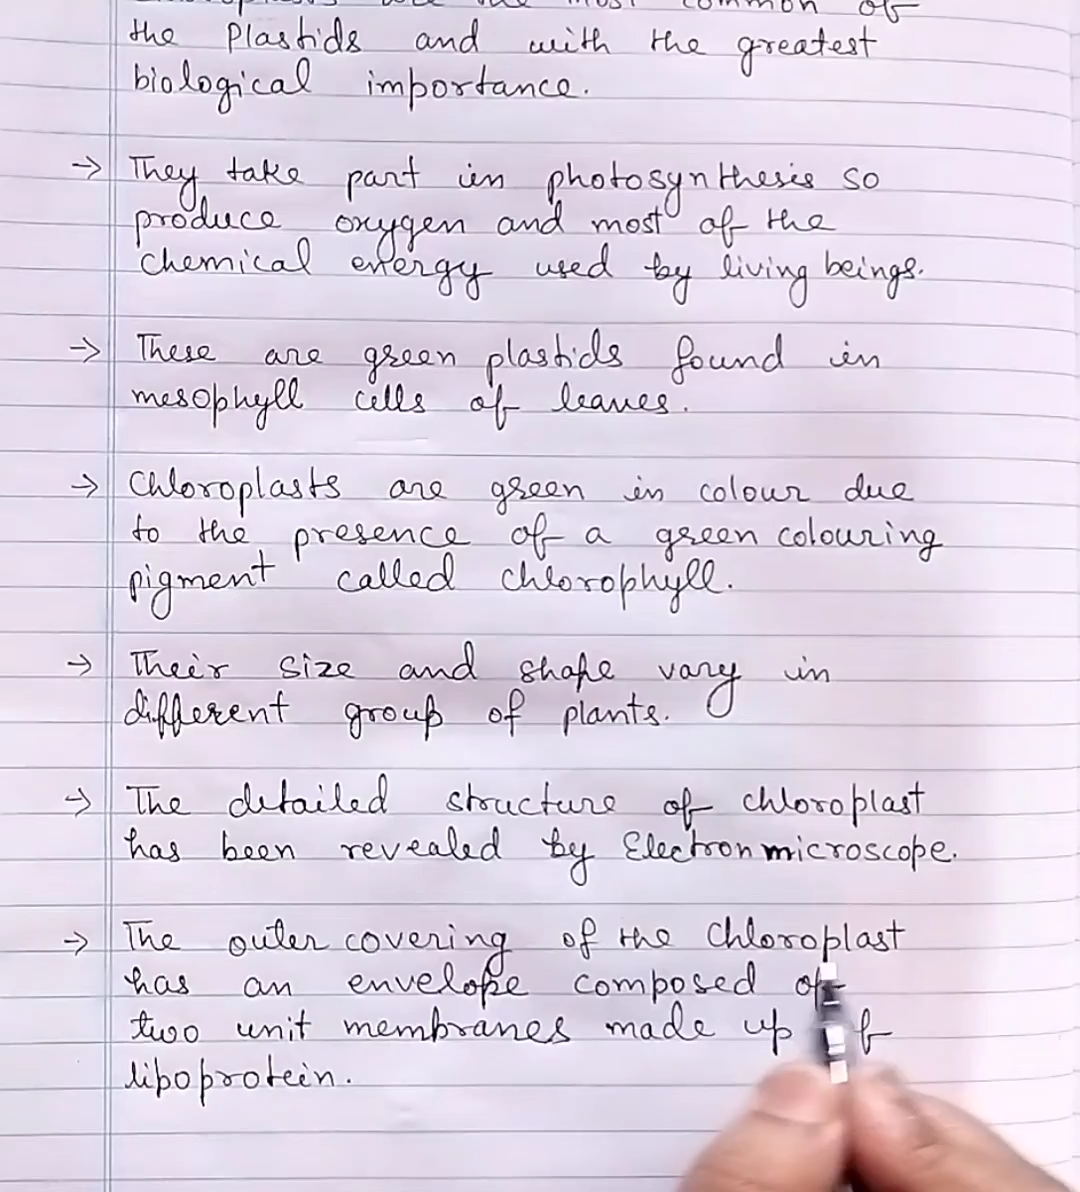 most common of
the Plastids and with the greatest
biological importance.
→ They take part in photosynthesis so
produce oxygen and most of the
chemical energy used by living beings.
→ These are green plastids found in
mesophyll cells of leaves.
→ Chloroplasts are green in colour due
to the presence of a green colouring
pigment called chlorophyll.
→ Their size and shape vary in
different group of plants.
→ The detailed structure of chloroplast
has been revealed by Electron microscope.
→ The outer covering of the Chloroplast
has an envelope composed of
two unit membranes made up of
lipoprotein.